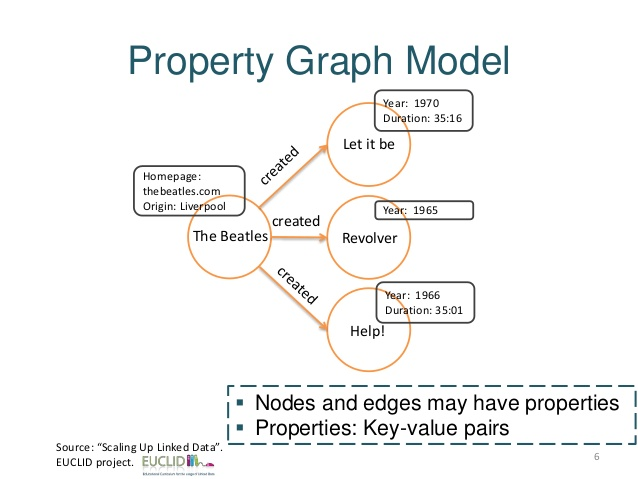 Property Graph Model
Year: 1970
Duration: 35:16
Let it be
created
Homepage:
thebeatles.com
Origin: Liverpool
The Beatles
created
Year: 1965
Revolver
created
Year: 1966
Duration: 35:01
Help!
▪ Nodes and edges may have properties
▪ Properties: Key-value pairs
Source: “Scaling Up Linked Data”.
EUCLID project.
EUCLID
6